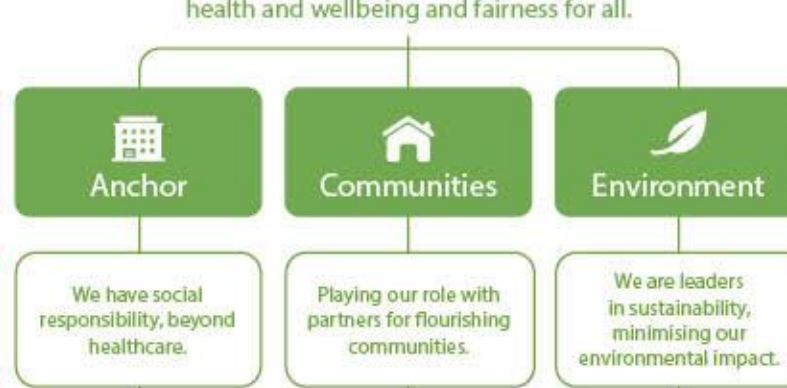 health and wellbeing and fairness for all.
Anchor
Communities
Environment
We have social
responsibility, beyond
healthcare.
Playing our role with
partners for flourishing
communities.
We are leaders
in sustainability,
minimising our
environmental impact.